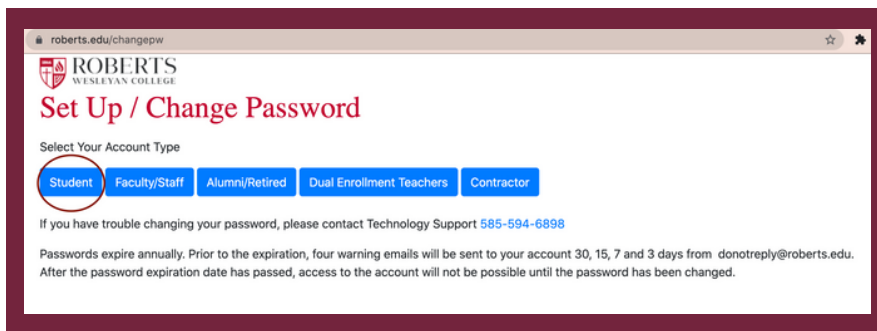 roberts.edu/changepw
ROBERTS
WESLEYAN COLLEGE
Set Up / Change Password
Select Your Account Type
Student Faculty/Staff Alumni/Retired Dual Enrollment Teachers Contractor
If you have trouble changing your password, please contact Technology Support 585-594-6898
Passwords expire annually. Prior to the expiration, four warning emails will be sent to your account 30, 15, 7 and 3 days from donotreply@roberts.edu.
After the password expiration date has passed, access to the account will not be possible until the password has been changed.